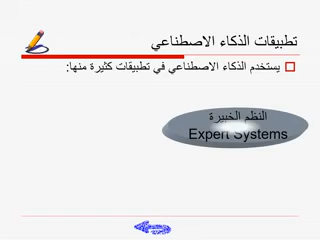 تطبيقات الذكاء الاصطناعي
يستخدم الذكاء الاصطناعي في تطبيقات كثيرة منها:
النظم الخبيرة
Expert Systems